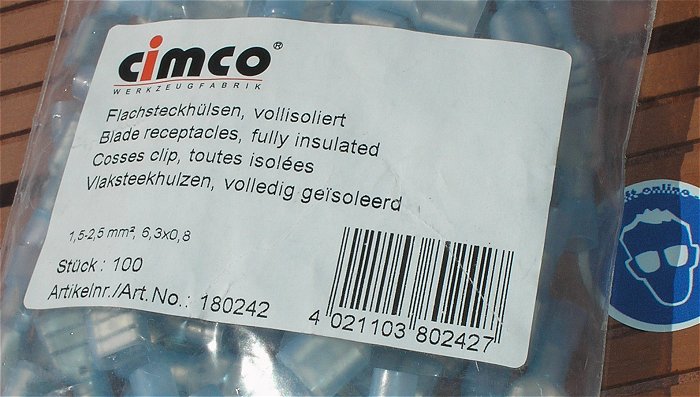 cimco®
WERKZEUGFABRIK
Flachsteckhülsen, vollisoliert
Blade receptacles, fully insulated
Cosses clip, toutes isolées
Vlaksteekhulzen, volledig geïsoleerd
1,5-2,5 mm², 6,3x0,8
Stück: 100
Artikelnr./Art.No.: 180242
4 021103 802427
online